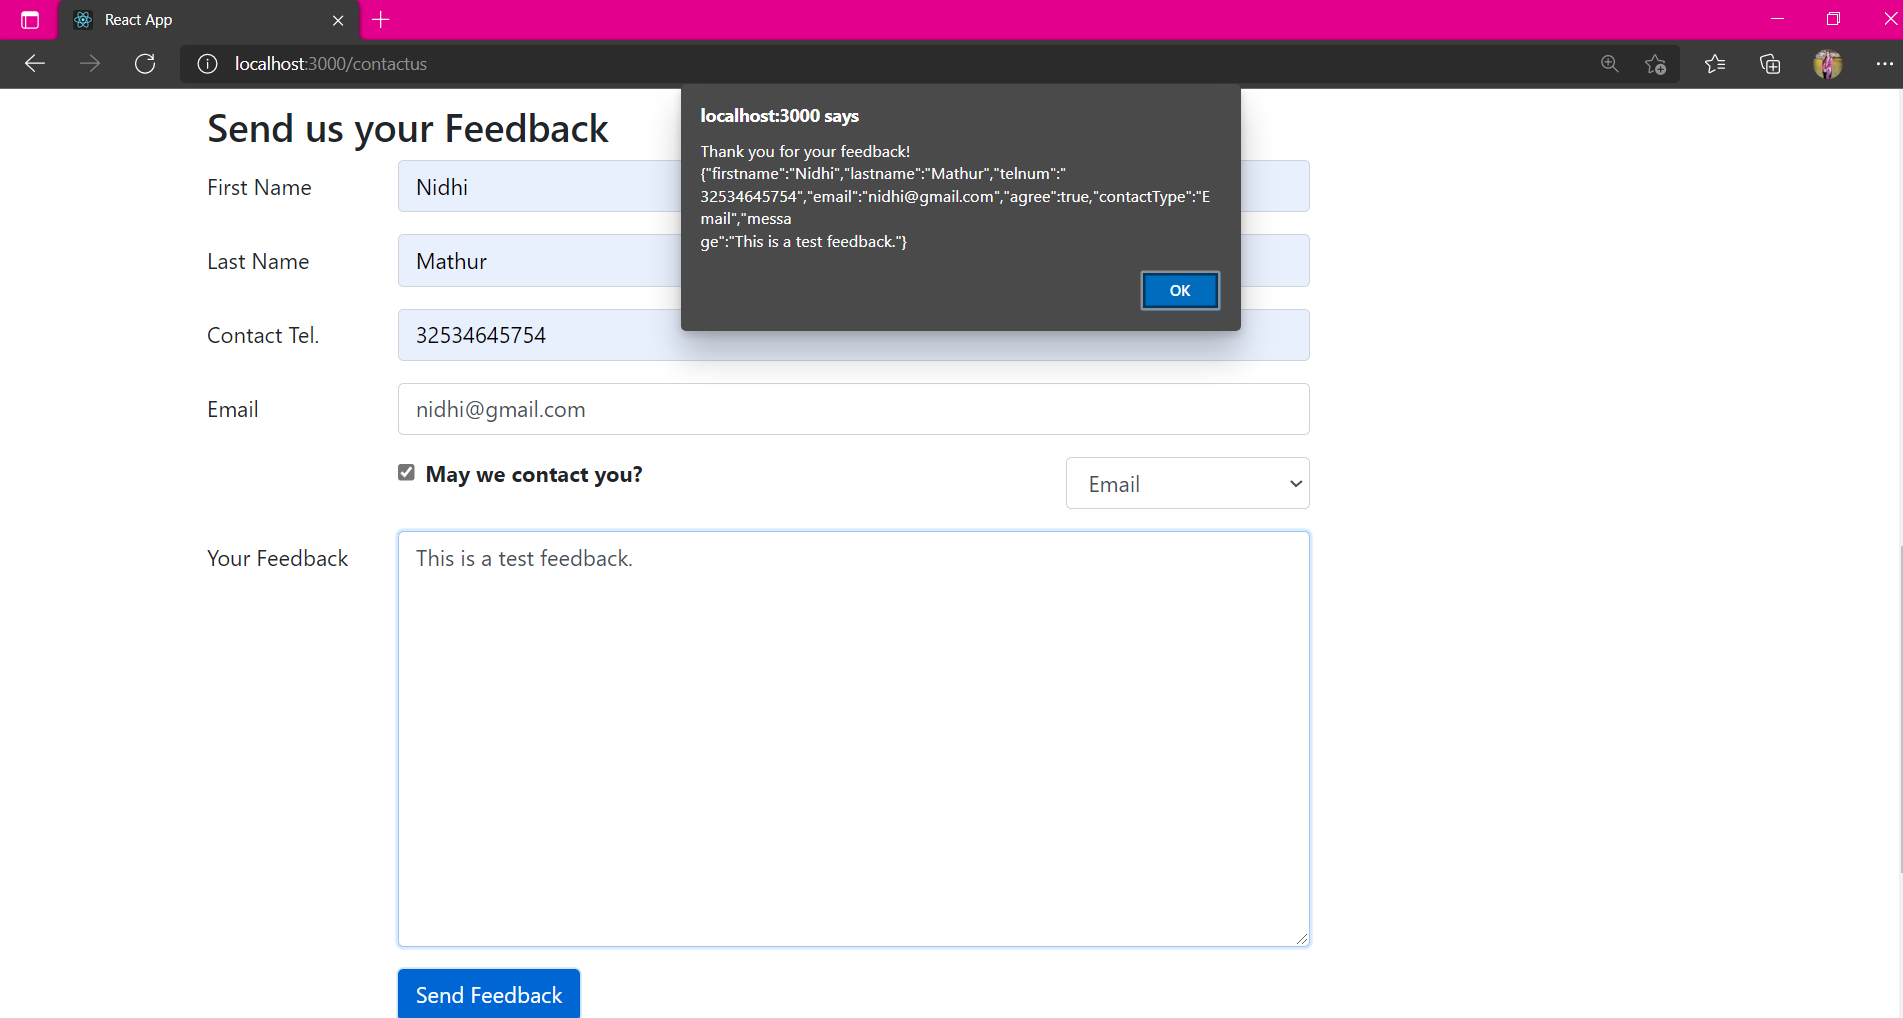 React App
localhost:3000/contactus
localhost:3000 says
Thank you for your feedback!
{"firstname":"Nidhi","lastname":"Mathur","telnum":"
32534645754","email":"nidhi@gmail.com","agree":true,"contactType":"E
mail","messa
ge":"This is a test feedback."}
OK
Send us your Feedback
First Name
Nidhi
Last Name
Mathur
Contact Tel.
32534645754
Email
nidhi@gmail.com
May we contact you?
Email
Your Feedback
This is a test feedback.
Send Feedback